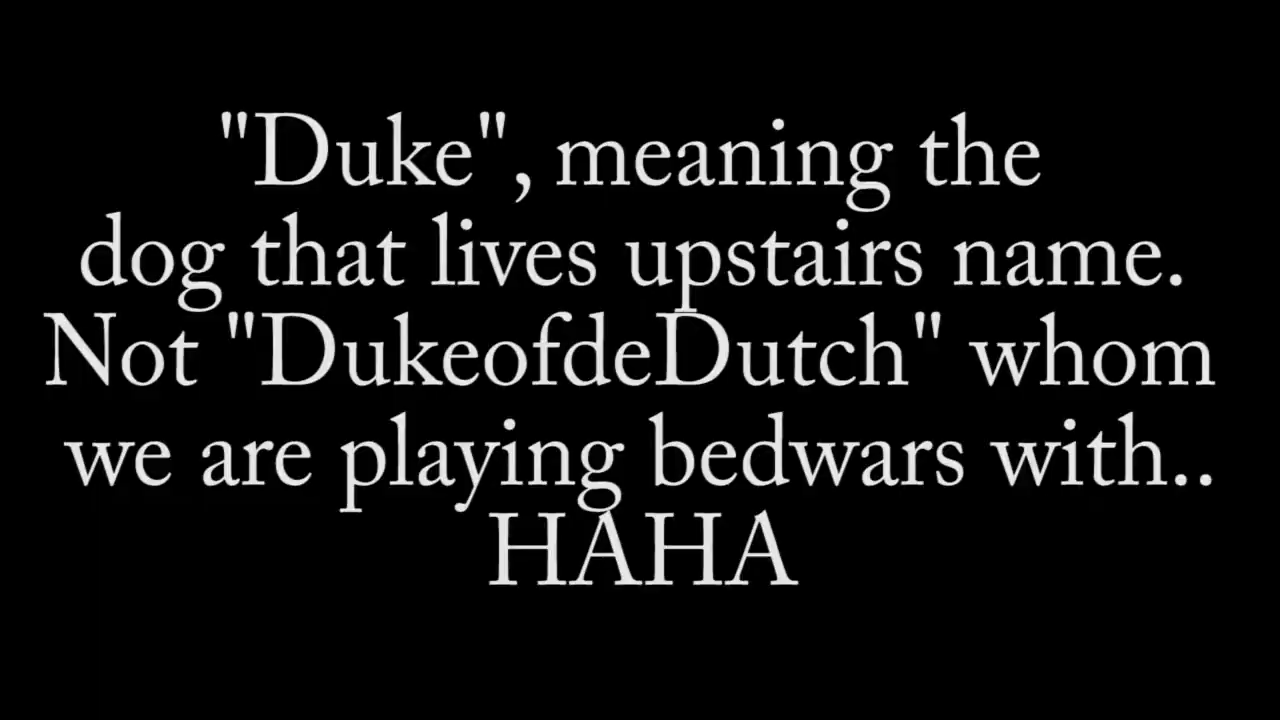 "Duke", meaning the
dog that lives upstairs name.
Not "DukeofdeDutch" whom
we are playing bedwars with..
HAHA